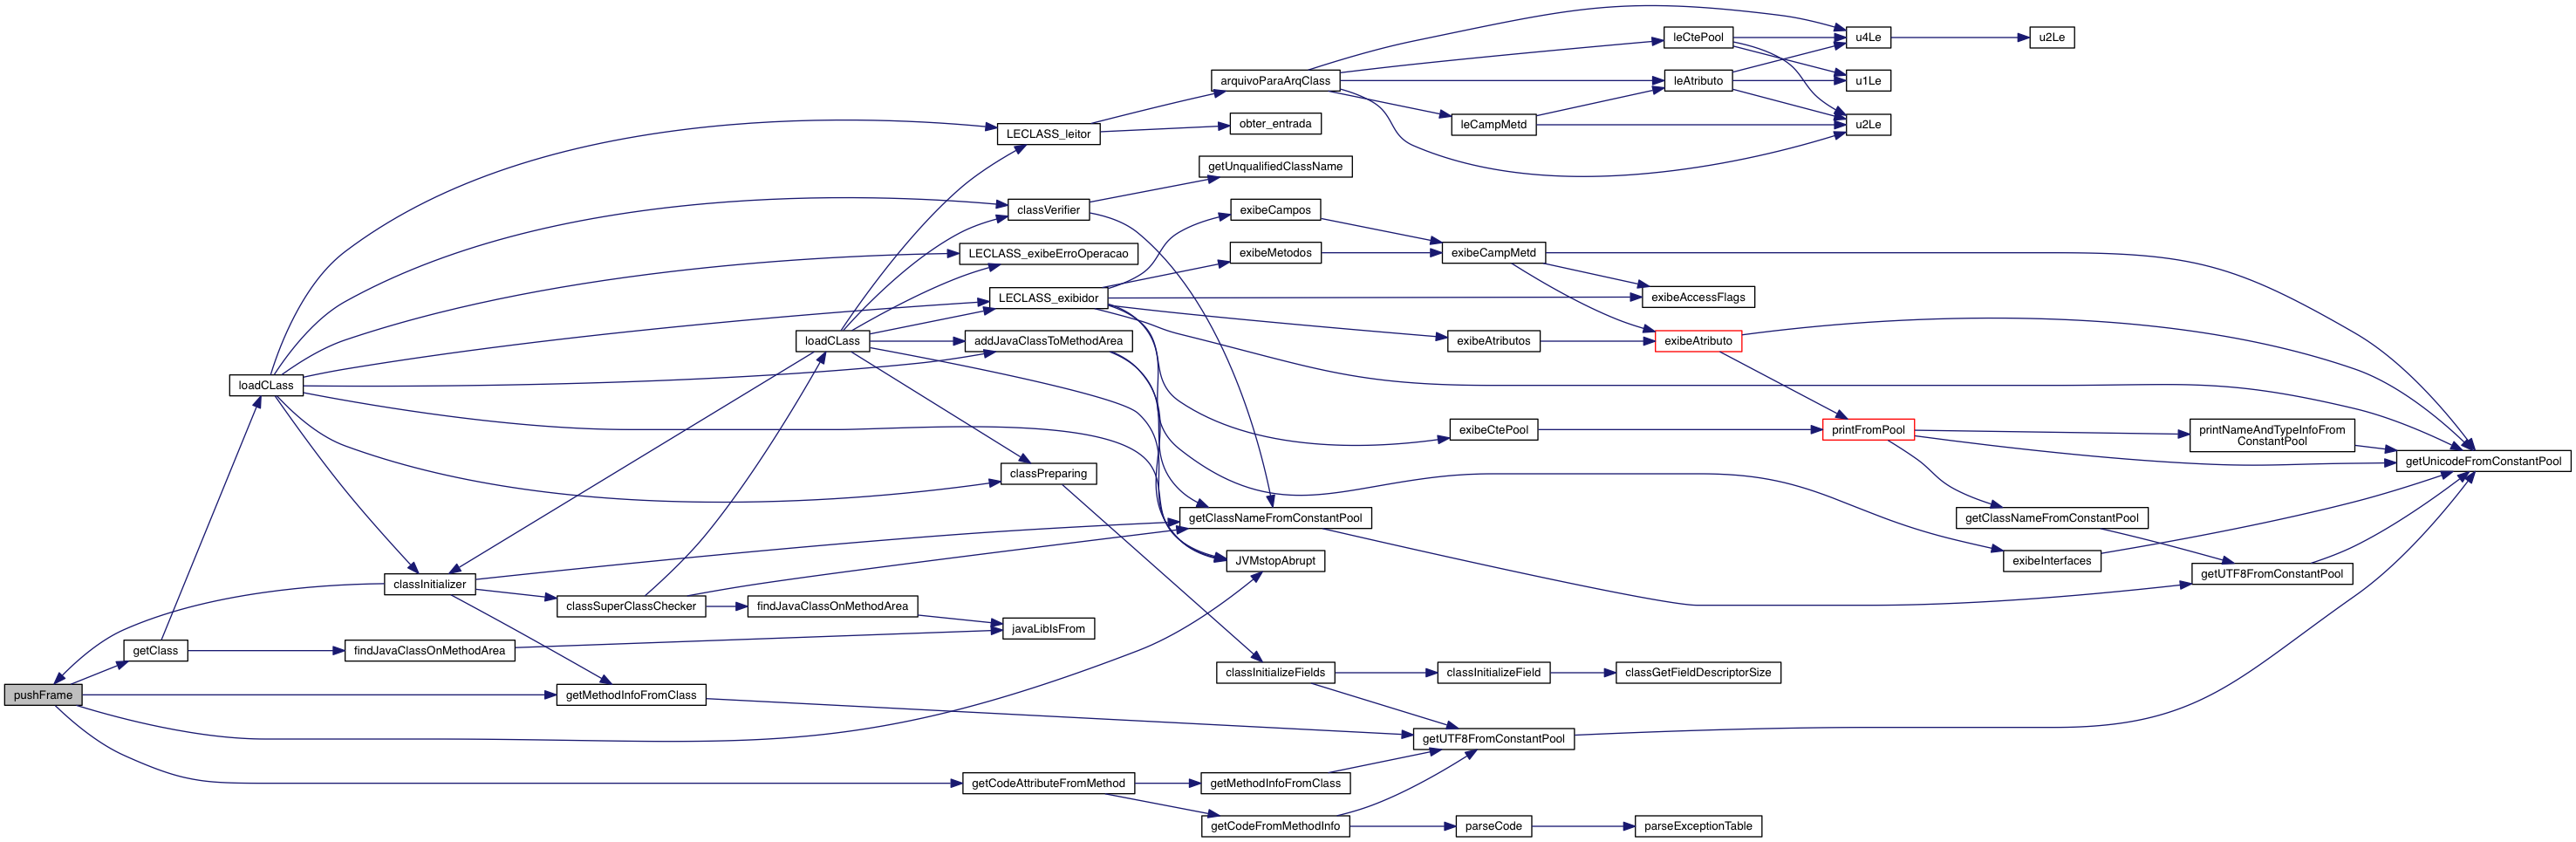 leCtePool
u4Le
u2Le
arquivoParaArqClass
leAtributo
u1Le
LECLASS_leitor
obter_entrada
leCampMetd
u2Le
getUnqualifiedClassName
classVerifier
exibeCampos
LECLASS_exibeErroOperacao
exibeMetodos
exibeCampMetd
LECLASS_exibidor
exibeAccessFlags
loadCLass
addJavaClassToMethodArea
exibeAtributos
exibeAtributo
loadCLass
exibeCtePool
printFromPool
printNameAndTypeInfoFrom
ConstantPool
getUnicodeFromConstantPool
classPreparing
getClassNameFromConstantPool
getClassNameFromConstantPool
JVMstopAbrupt
exibeInterfaces
getUTF8FromConstantPool
classInitializer
classSuperClassChecker
findJavaClassOnMethodArea
javaLibIsFrom
getClass
findJavaClassOnMethodArea
classInitializeFields
classInitializeField
classGetFieldDescriptorSize
pushFrame
getMethodInfoFromClass
getUTF8FromConstantPool
getCodeAttributeFromMethod
getMethodInfoFromClass
getCodeFromMethodInfo
parseCode
parseExceptionTable